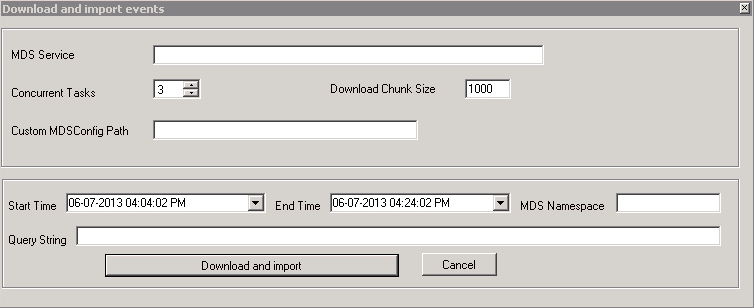 Download and import events
MDS Service
Concurrent Tasks 3 Download Chunk Size 1000
Custom MDSConfig Path
Start Time 06-07-2013 04:04:02 PM End Time 06-07-2013 04:24:02 PM MDS Namespace
Query String
Download and import Cancel